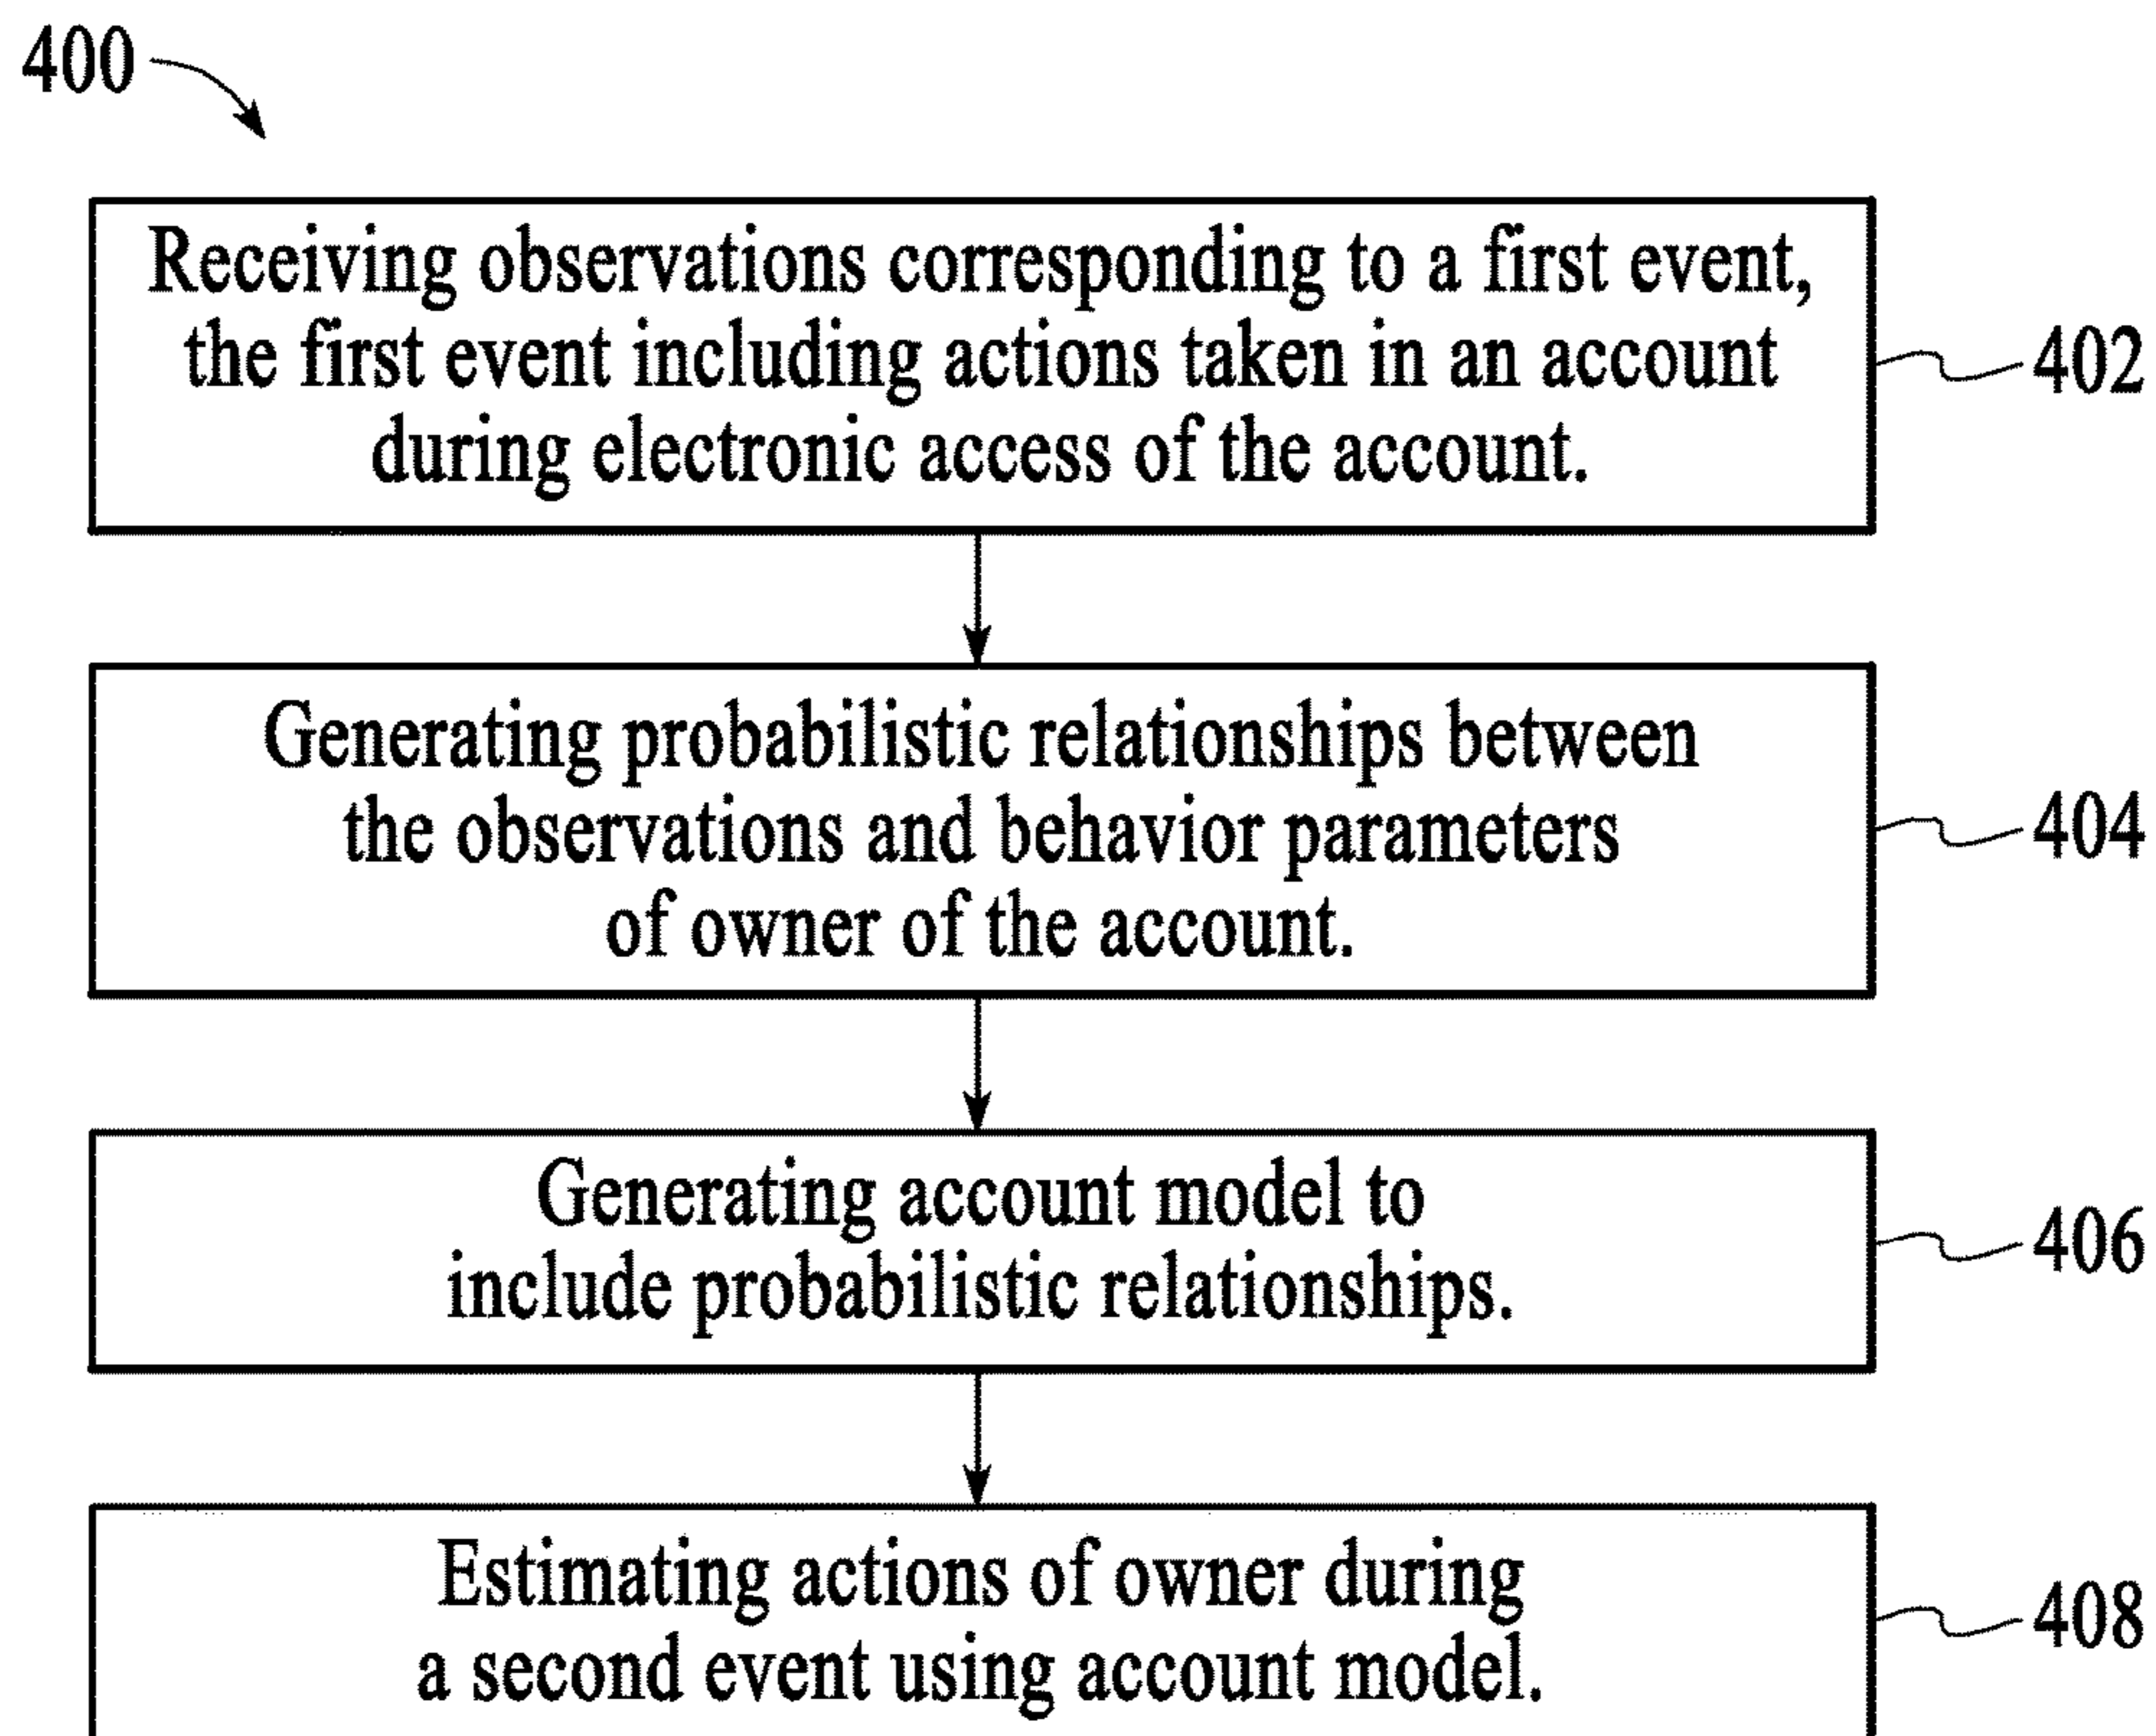 400
Receiving observations corresponding to a first event,
the first event including actions taken in an account
during electronic access of the account.
402
Generating probabilistic relationships between
the observations and behavior parameters
of owner of the account.
404
Generating account model to
include probabilistic relationships.
406
Estimating actions of owner during
a second event using account model.
408